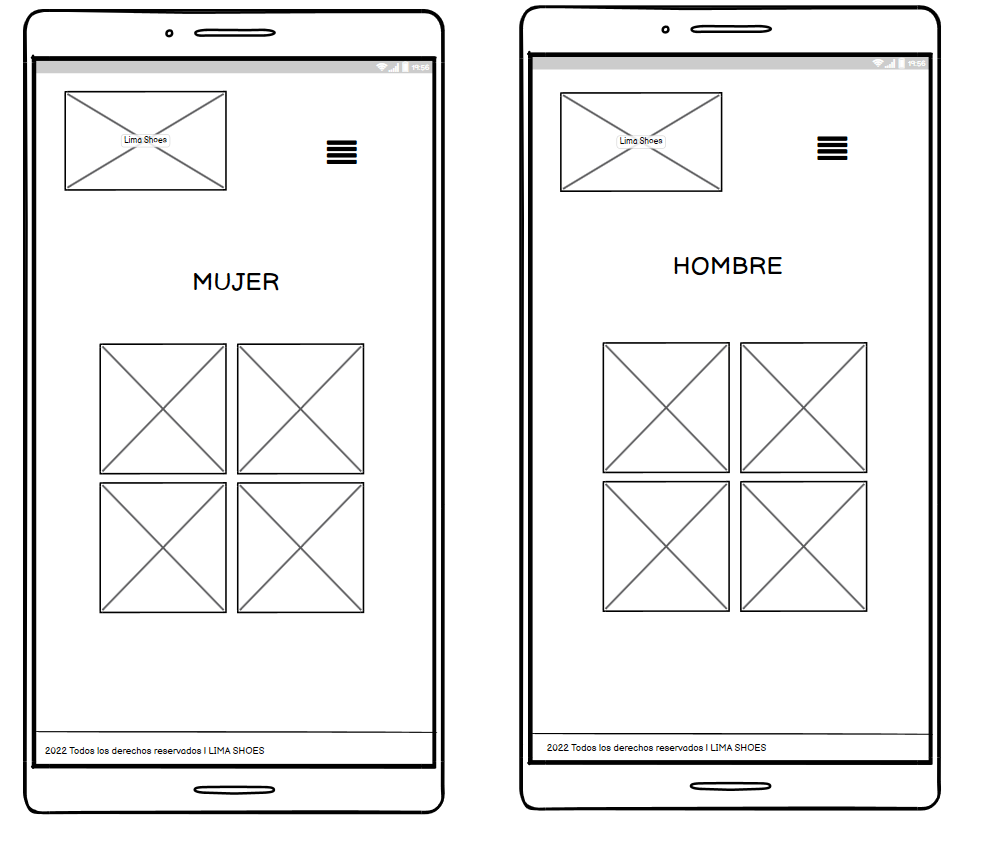 19:56
Lima Shoes
MUJER
2022 Todos los derechos reservados | LIMA SHOES
19:56
Lima Shoes
HOMBRE
2022 Todos los derechos reservados | LIMA SHOES